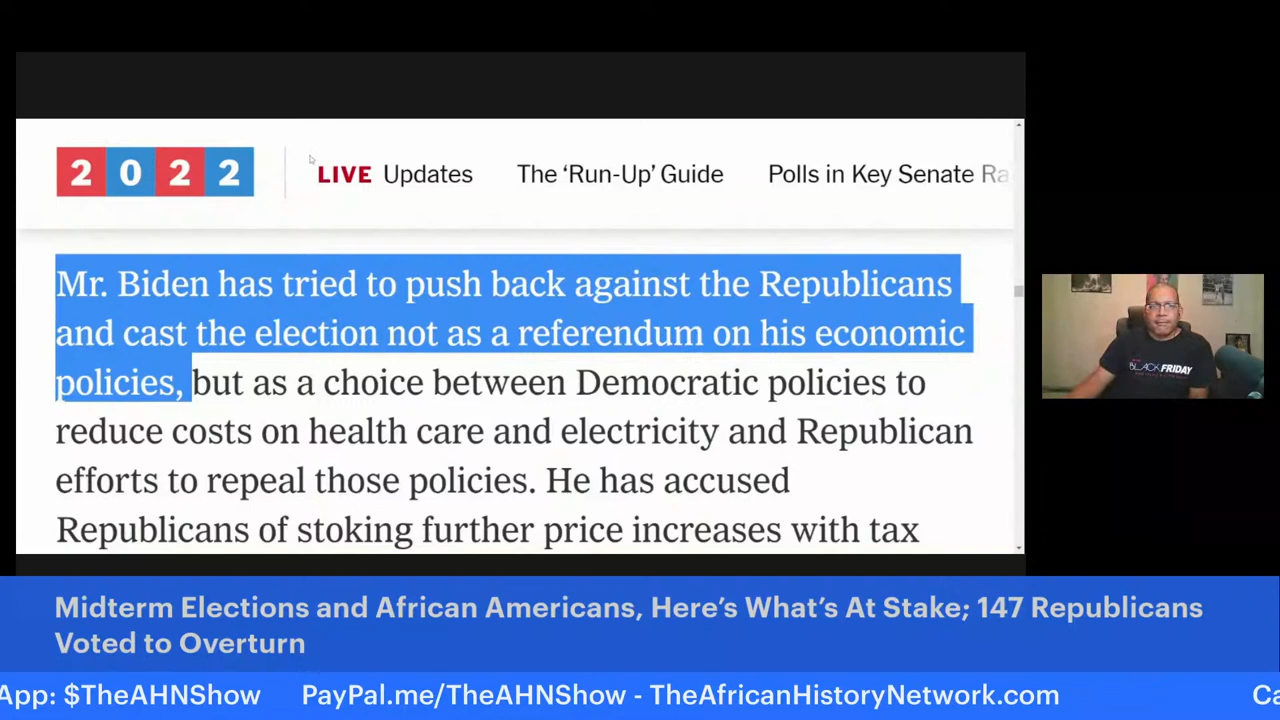 2022
LIVE Updates
The ‘Run-Up’ Guide
Polls in Key Senate Ra
Mr. Biden has tried to push back against the Republicans
and cast the election not as a referendum on his economic
policies, but as a choice between Democratic policies to
reduce costs on health care and electricity and Republican
efforts to repeal those policies. He has accused
Republicans of stoking further price increases with tax
BLACK FRIDAY
Midterm Elections and African Americans, Here’s What’s At Stake; 147 Republicans
Voted to Overturn
App: $TheAHNShow PayPal.me/TheAHNShow - TheAfricanHistoryNetwork.com Ca